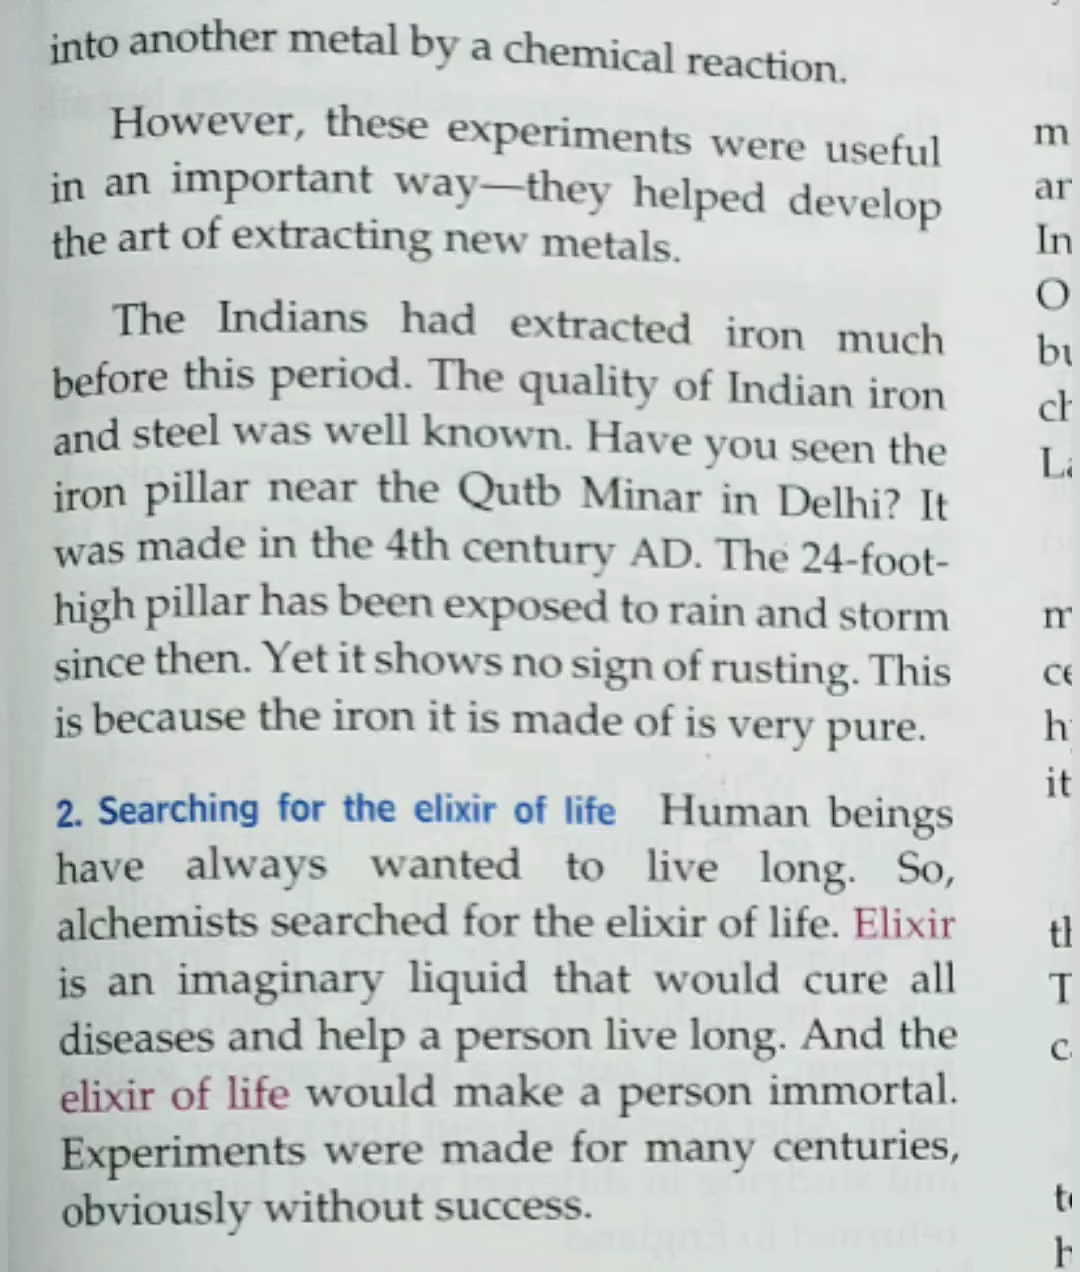 into another metal by a chemical reaction.
However, these experiments were useful
in an important way—they helped develop
the art of extracting new metals.
The Indians had extracted iron much
before this period. The quality of Indian iron
and steel was well known. Have you seen the
iron pillar near the Qutb Minar in Delhi? It
was made in the 4th century AD. The 24-foot-
high pillar has been exposed to rain and storm
since then. Yet it shows no sign of rusting. This
is because the iron it is made of is very pure.
2. Searching for the elixir of life Human beings
have always wanted to live long. So,
alchemists searched for the elixir of life. Elixir
is an imaginary liquid that would cure all
diseases and help a person live long. And the
elixir of life would make a person immortal.
Experiments were made for many centuries,
obviously without success.